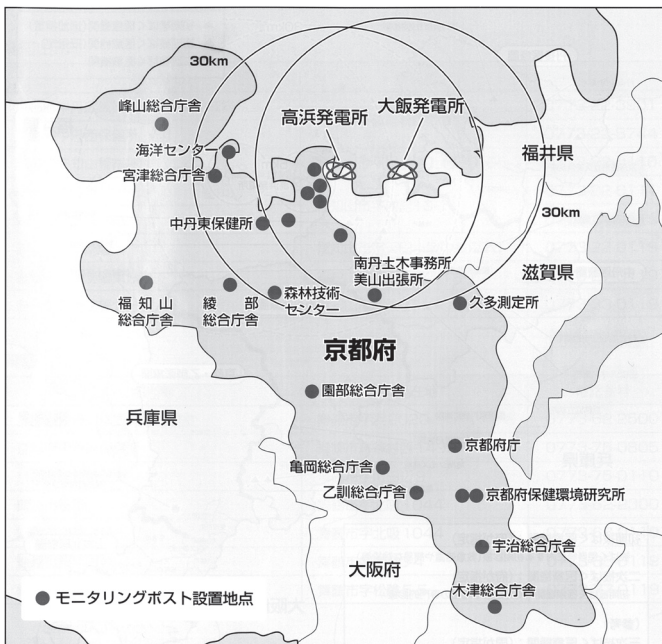 30km
峰山総合庁舎
高浜発電所
大飯発電所
海洋センター
宮津総合庁舎
福井県
30km
中丹東保健所
南丹土木事務所
美山出張所
滋賀県
福知山
総合庁舎
綾部
総合庁舎
森林技術
センター
久多測定所
京都府
園部総合庁舎
兵庫県
京都府庁
亀岡総合庁舎
乙訓総合庁舎
京都府保健環境研究所
宇治総合庁舎
大阪府
木津総合庁舎
モニタリングポスト設置地点